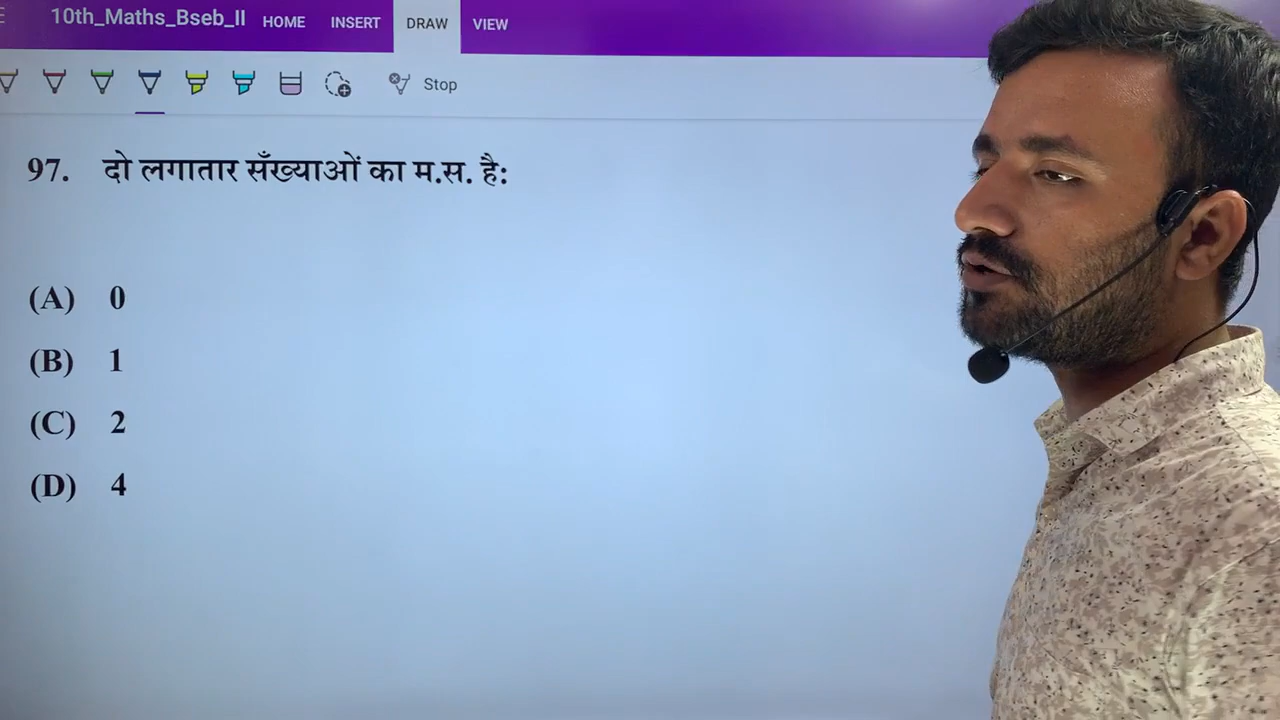 10th_Maths_Bseb_II HOME INSERT DRAW VIEW
Stop
97. दो लगातार सँख्याओं का म.स. है:
(A) 0
(B) 1
(C) 2
(D) 4